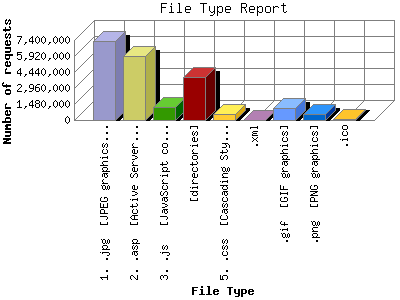 File Type Report
Number of requests
7,400,000
5,920,000
4,440,000
2,960,000
1,480,000
0
1. .jpg [JPEG graphics...
2. .asp [Active Server...
3. .js [JavaScript co...
[directories]
5. .css [Cascading Sty...
.xml
.gif [GIF graphics]
.png [PNG graphics]
.ico
File Type